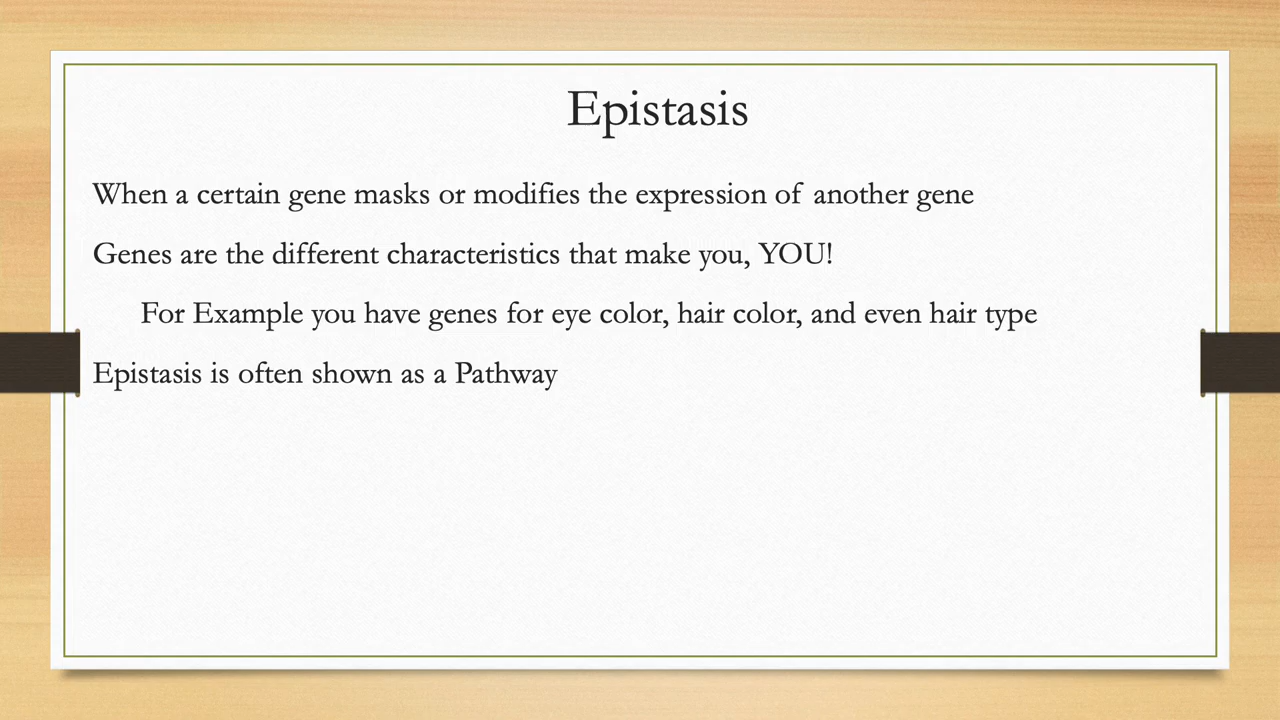 Epistasis
When a certain gene masks or modifies the expression of another gene
Genes are the different characteristics that make you, YOU!
For Example you have genes for eye color, hair color, and even hair type
Epistasis is often shown as a Pathway